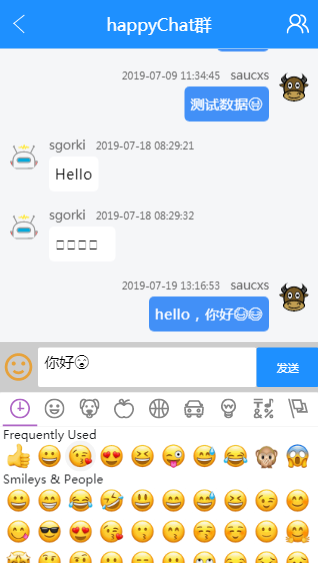 happyChat群
2019-07-09 11:34:45 saucxs
测试数据
sgorki 2019-07-18 08:29:21
Hello
sgorki 2019-07-18 08:29:32
2019-07-19 13:16:53 saucxs
hello，你好
你好
发送
Frequently Used
Smileys & People